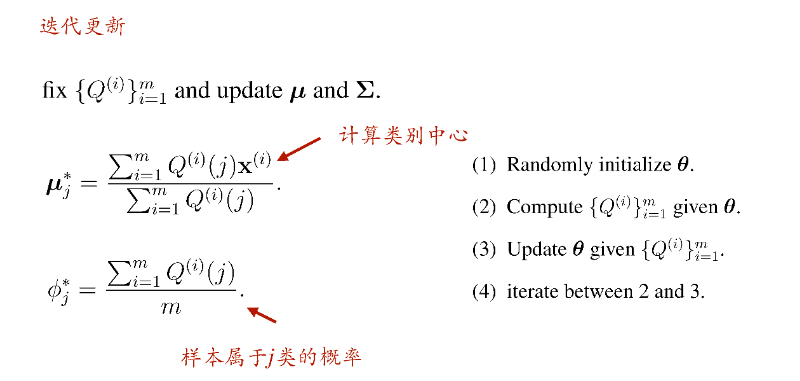 迭代更新
fix $\{Q^{(i)}\}_{i=1}^{m}$ and update $\boldsymbol{\mu}$ and $\boldsymbol{\Sigma}$.
计算类别中心
$\boldsymbol{\mu}_j^* = \frac{\sum_{i=1}^{m} Q^{(i)}(j)\mathbf{x}^{(i)}}{\sum_{i=1}^{m} Q^{(i)}(j)}.$
$\phi_j^* = \frac{\sum_{i=1}^{m} Q^{(i)}(j)}{m}.$
样本属于j类的概率
(1) Randomly initialize $\boldsymbol{\theta}$.
(2) Compute $\{Q^{(i)}\}_{i=1}^{m}$ given $\boldsymbol{\theta}$.
(3) Update $\boldsymbol{\theta}$ given $\{Q^{(i)}\}_{i=1}^{m}$.
(4) iterate between 2 and 3.